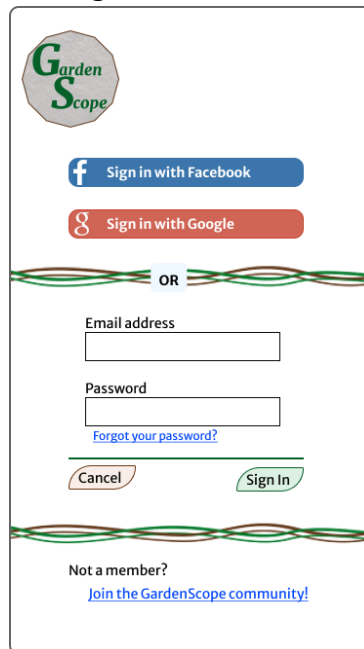 Garden
Scope
Sign in with Facebook
Sign in with Google
OR
Email address
Password
Forgot your password?
Cancel
Sign In
Not a member?
Join the GardenScope community!